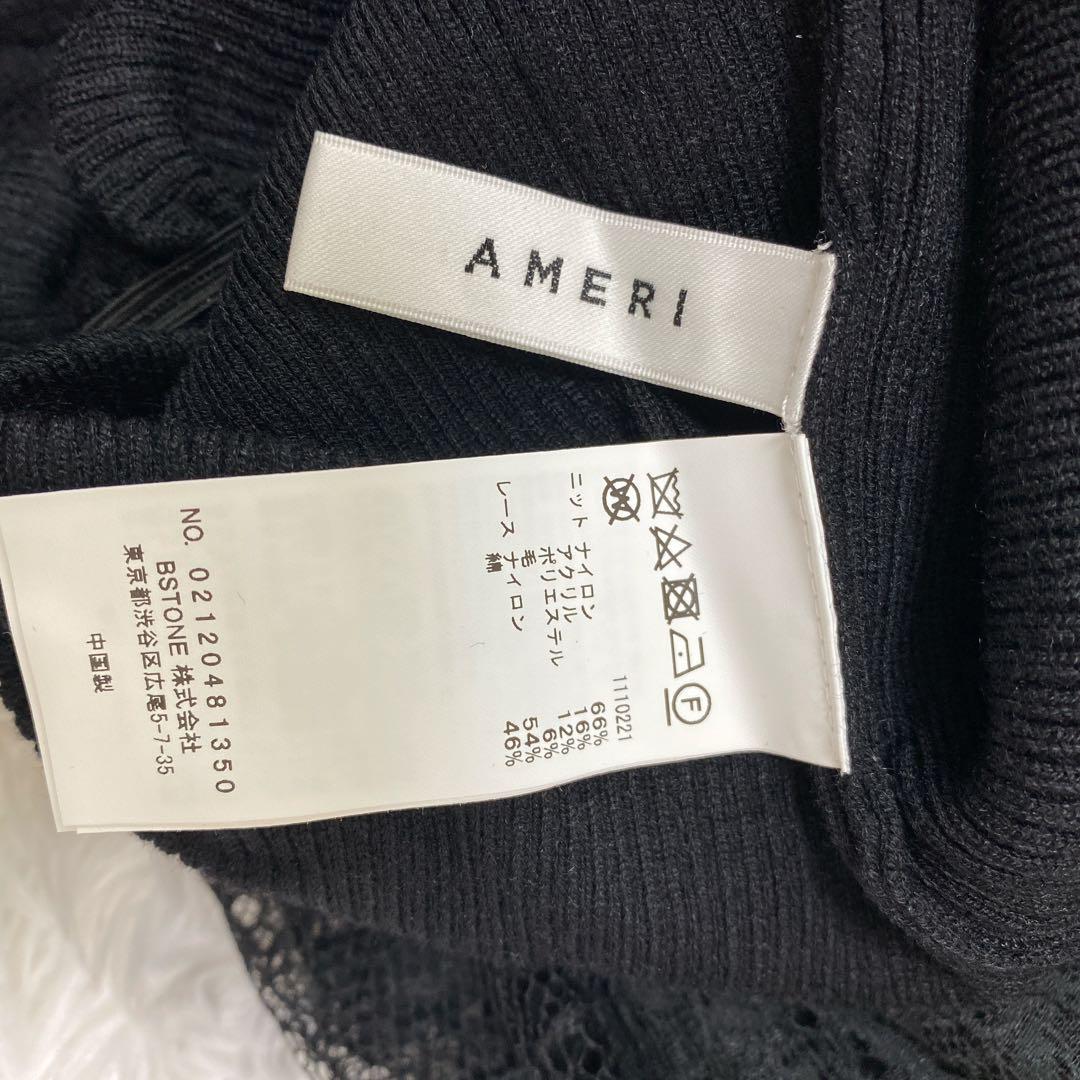 AMERI
F
W
1110221
ニット ナイロン 66%
アクリル 16%
ポリエステル 12%
毛 6%
レース ナイロン 54%
綿 46%
NO. 02120481350
BSTONE 株式会社
東京都渋谷区広尾5-7-35
中国製